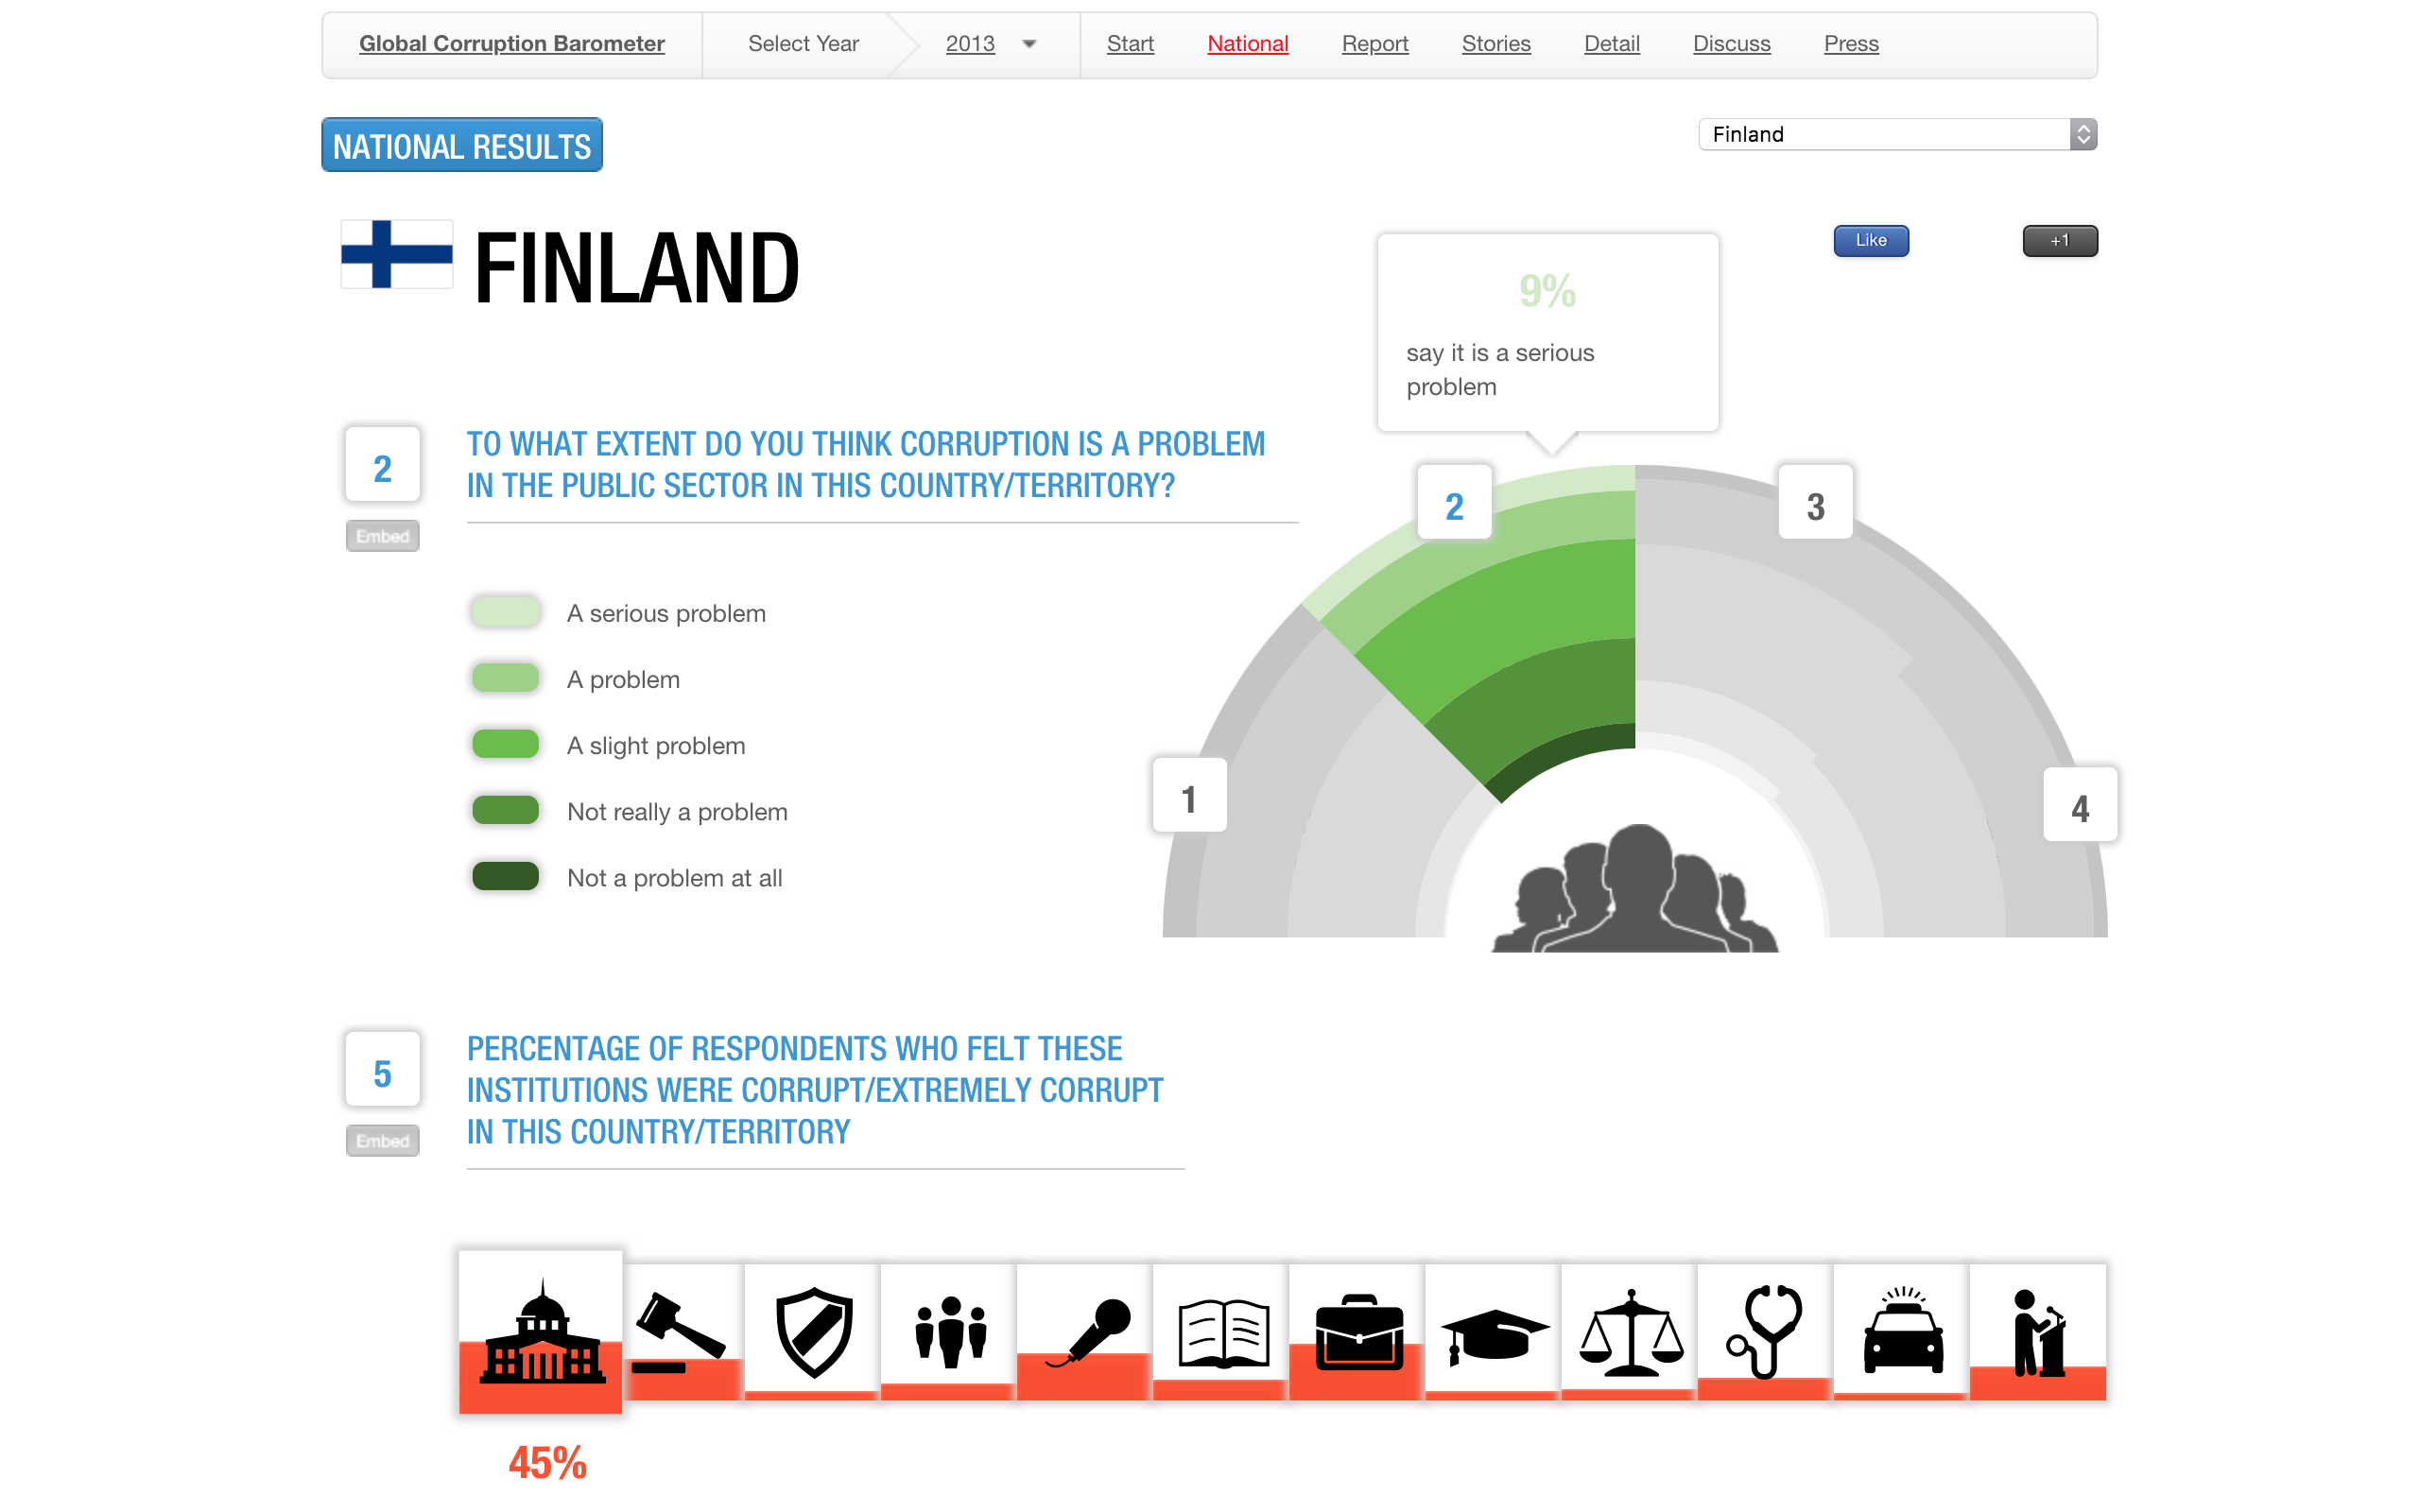 Global Corruption Barometer Select Year 2013 Start National Report Stories Detail Discuss Press
NATIONAL RESULTS
Finland
FINLAND
Like
+1
9%
say it is a serious
problem
2
Embed
TO WHAT EXTENT DO YOU THINK CORRUPTION IS A PROBLEM
IN THE PUBLIC SECTOR IN THIS COUNTRY/TERRITORY?
A serious problem
A problem
A slight problem
Not really a problem
Not a problem at all
1
2
3
4
5
Embed
PERCENTAGE OF RESPONDENTS WHO FELT THESE
INSTITUTIONS WERE CORRUPT/EXTREMELY CORRUPT
IN THIS COUNTRY/TERRITORY
45%